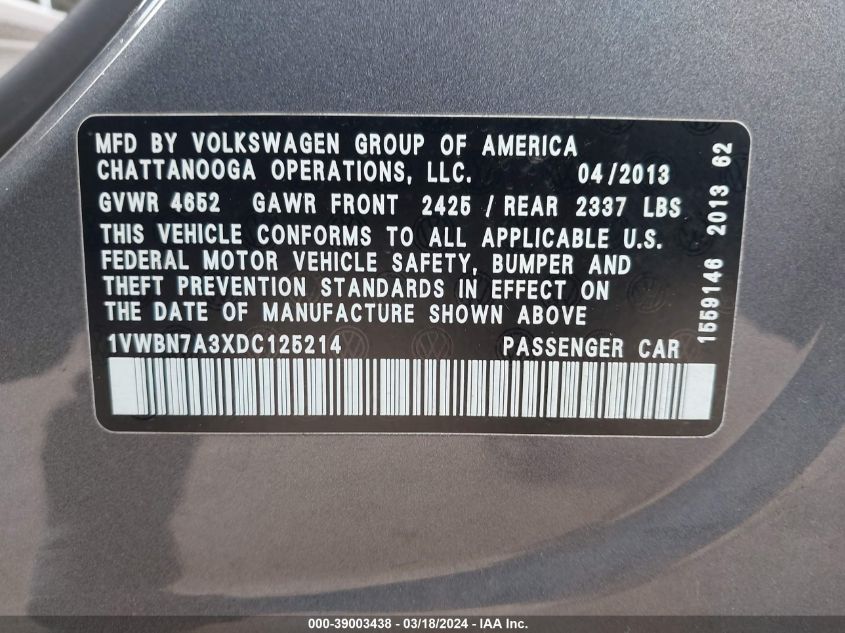 MFD BY VOLKSWAGEN GROUP OF AMERICA
CHATTANOOGA OPERATIONS, LLC. 04/2013
GVWR 4652 GAWR FRONT 2425 / REAR 2337 LBS
THIS VEHICLE CONFORMS TO ALL APPLICABLE U.S.
FEDERAL MOTOR VEHICLE SAFETY, BUMPER AND
THEFT PREVENTION STANDARDS IN EFFECT ON
THE DATE OF MANUFACTURE SHOWN ABOVE
1VWBN7A3XDC125214 PASSENGER CAR
1559146 2013 62
000-39003438 - 03/18/2024 - IAAI Inc.